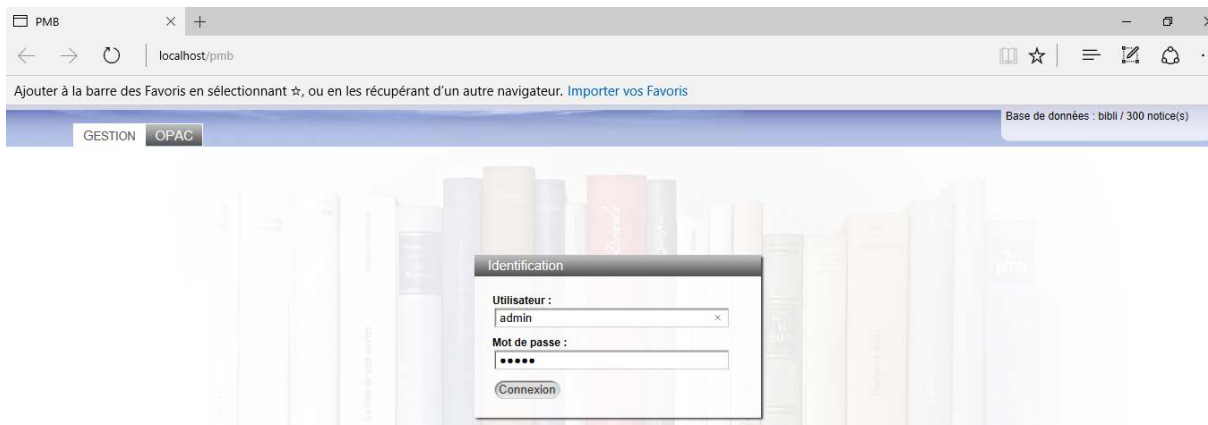 PMB
localhost/pmb
Ajouter à la barre des Favoris en sélectionnant ☆, ou en les récupérant d'un autre navigateur. Importer vos Favoris
Base de données : bibli / 300 notice(s)
GESTION OPAC
Identification
Utilisateur :
admin
Mot de passe :
•••••
Connexion